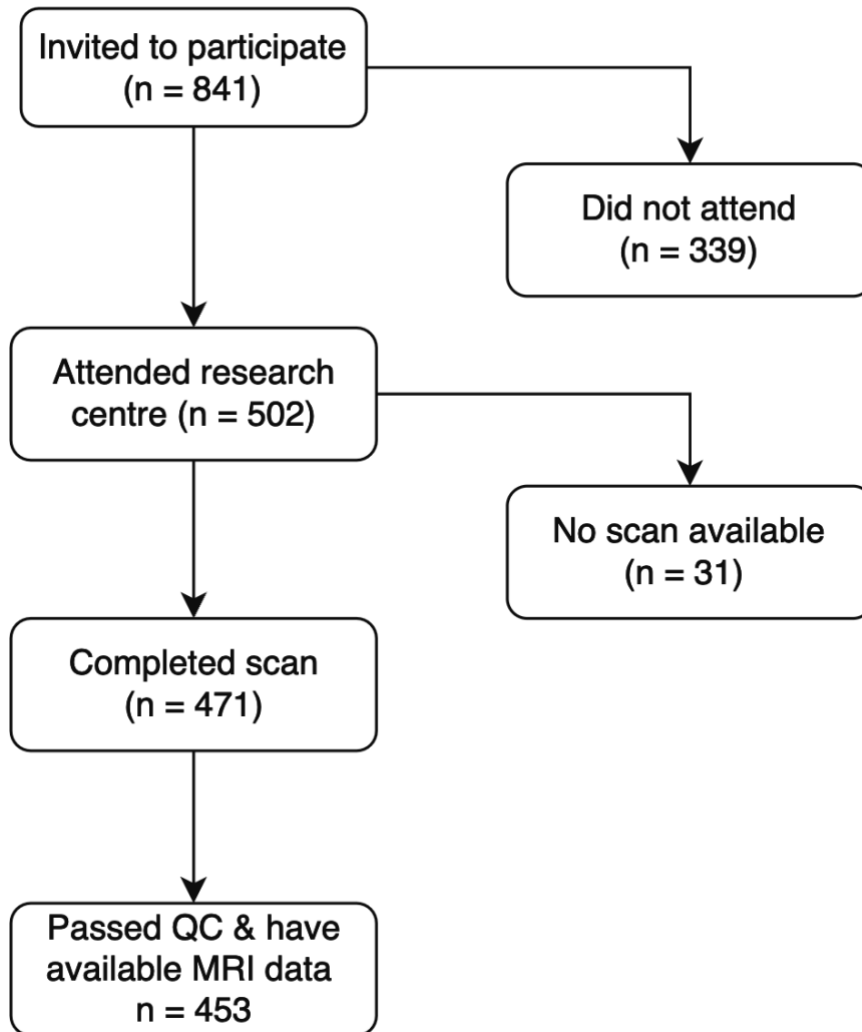 Invited to participate
(n = 841)
Did not attend
(n = 339)
Attended research
centre (n = 502)
No scan available
(n = 31)
Completed scan
(n = 471)
Passed QC & have
available MRI data
n = 453